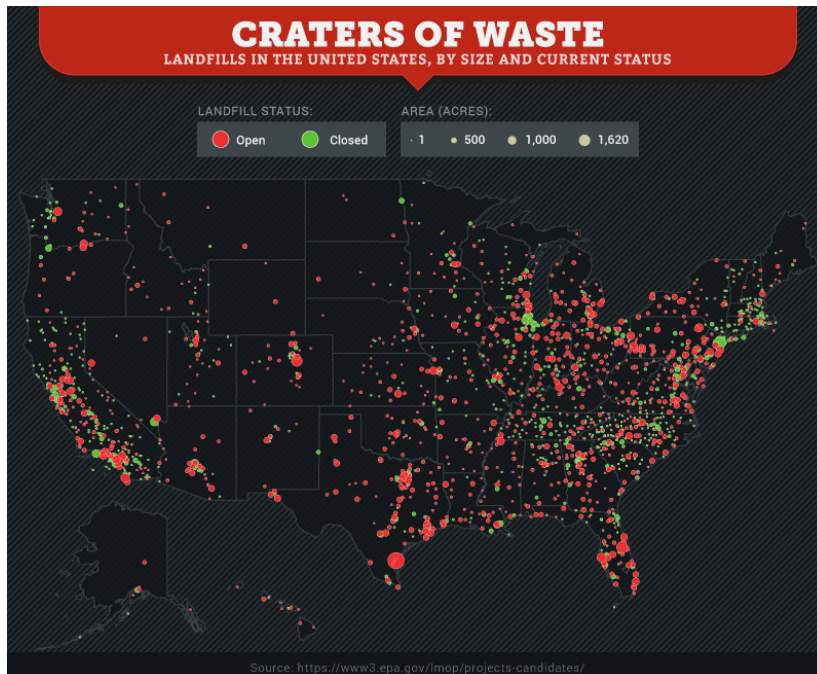 CRATERS OF WASTE
LANDFILLS IN THE UNITED STATES, BY SIZE AND CURRENT STATUS
LANDFILL STATUS:
AREA (ACRES):
Open
Closed
1
500
1,000
1,620
Source: https://www3.epa.gov/lmop/projects-candidates/